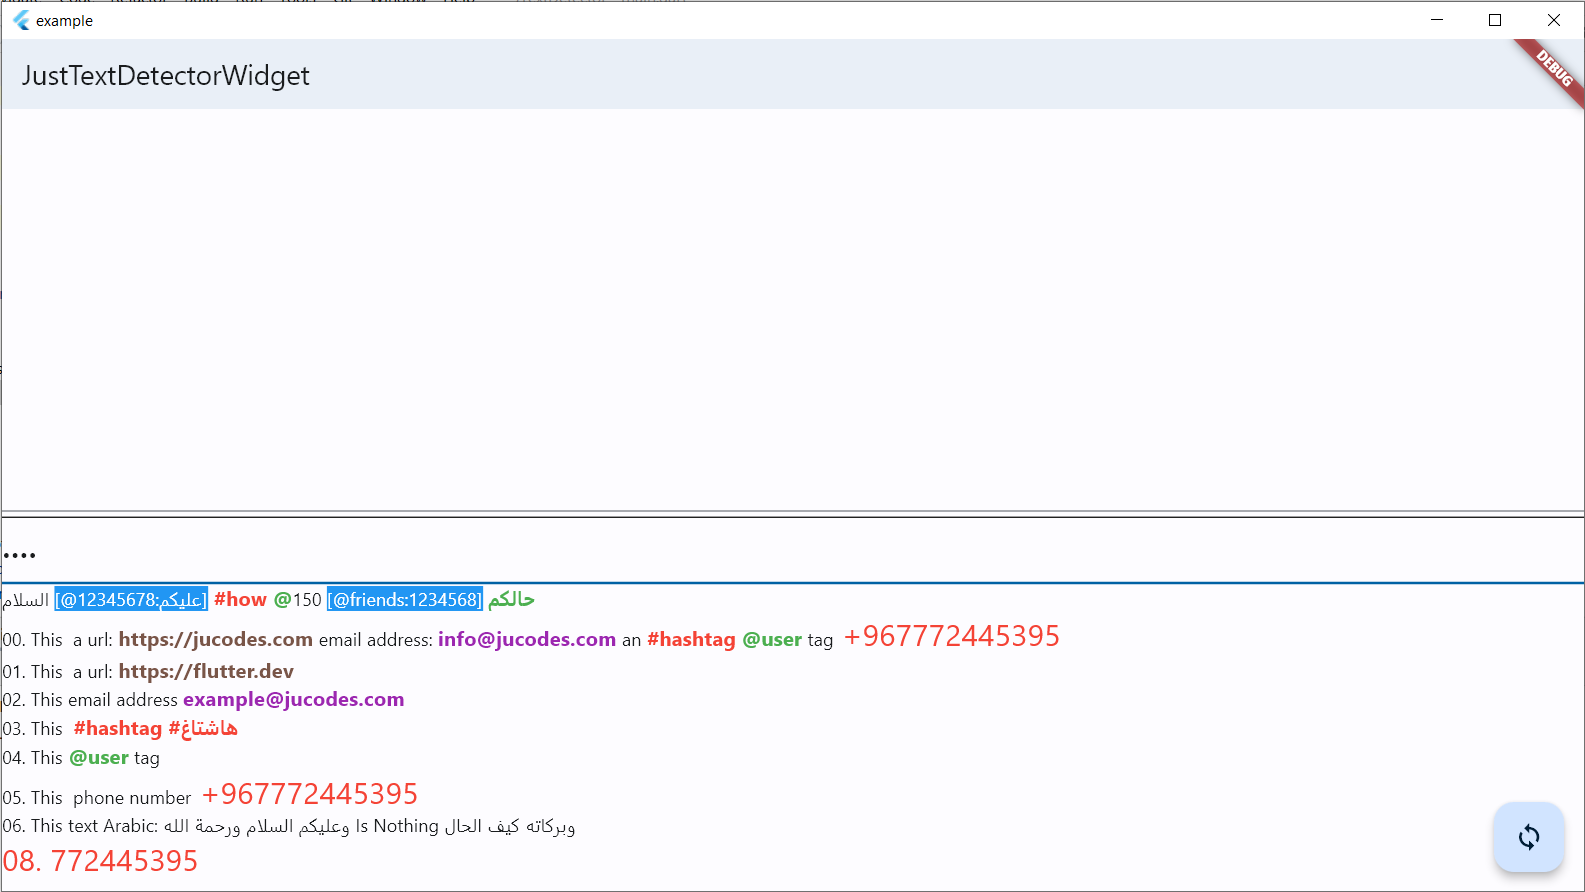 example
JustTextDetectorWidget
DEBUG
••••
السلام [@12345678:عليكم] #how @150 [@friends:1234568] حالكم
00. This  a url: https://jucodes.com email address: info@jucodes.com an #hashtag @user tag  +967772445395
01. This  a url: https://flutter.dev
02. This email address example@jucodes.com
03. This  #hashtag #هاشتاغ
04. This @user tag
05. This  phone number  +967772445395
06. This text Arabic: وعليكم السلام ورحمة الله Is Nothing وبركاته كيف الحال
08. 772445395